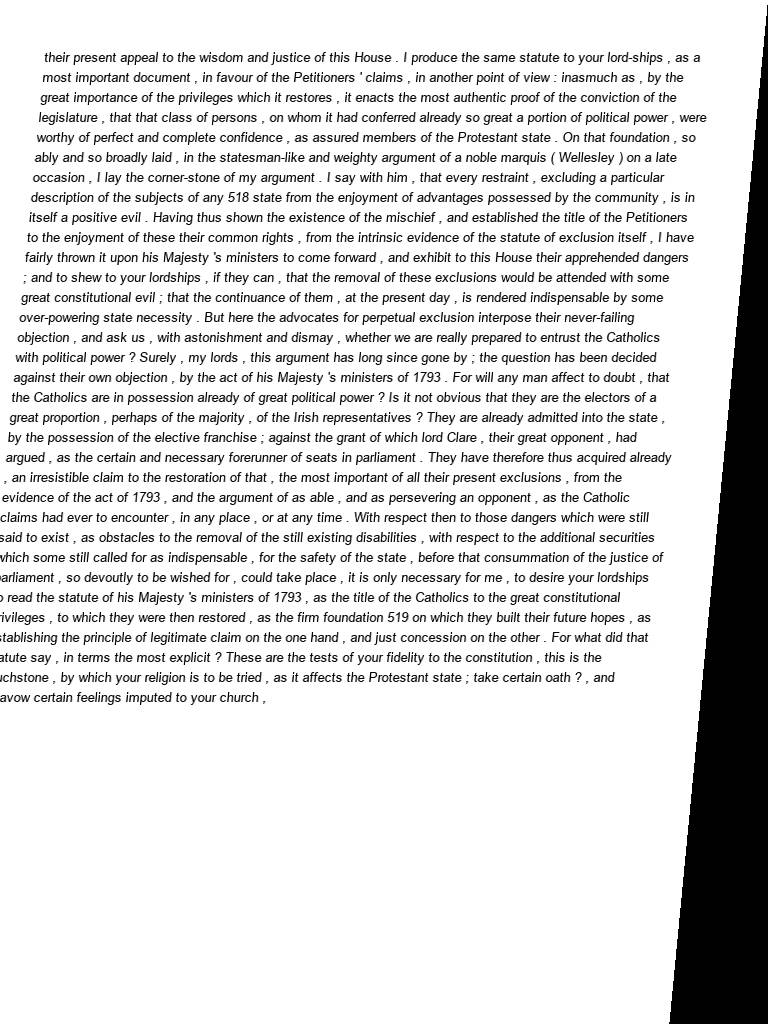 their present appeal to the wisdom and justice of this House . I produce the same statute to your lord-ships , as a
most important document , in favour of the Petitioners ' claims , in another point of view : inasmuch as , by the
great importance of the privileges which it restores , it enacts the most authentic proof of the conviction of the
legislature , that that class of persons , on whom it had conferred already so great a portion of political power , were
worthy of perfect and complete confidence , as assured members of the Protestant state . On that foundation , so
ably and so broadly laid , in the statesman-like and weighty argument of a noble marquis ( Wellesley ) on a late
occasion , I lay the corner-stone of my argument . I say with him , that every restraint , excluding a particular
description of the subjects of any 518 state from the enjoyment of advantages possessed by the community , is in
itself a positive evil . Having thus shown the existence of the mischief , and established the title of the Petitioners
to the enjoyment of these their common rights , from the intrinsic evidence of the statute of exclusion itself , I have
fairly thrown it upon his Majesty 's ministers to come forward , and exhibit to this House their apprehended dangers
; and to shew to your lordships , if they can , that the removal of these exclusions would be attended with some
great constitutional evil ; that the continuance of them , at the present day , is rendered indispensable by some
over-powering state necessity . But here the advocates for perpetual exclusion interpose their never-failing
objection , and ask us , with astonishment and dismay , whether we are really prepared to entrust the Catholics
with political power ? Surely , my lords , this argument has long since gone by ; the question has been decided
against their own objection , by the act of his Majesty 's ministers of 1793 . For will any man affect to doubt , that
the Catholics are in possession already of great political power ? Is it not obvious that they are the electors of a
great proportion , perhaps of the majority , of the Irish representatives ? They are already admitted into the state ,
by the possession of the elective franchise ; against the grant of which lord Clare , their great opponent , had
argued , as the certain and necessary forerunner of seats in parliament . They have therefore thus acquired already
, an irresistible claim to the restoration of that , the most important of all their present exclusions , from the
evidence of the act of 1793 , and the argument of as able , and as persevering an opponent , as the Catholic
claims had ever to encounter , in any place , or at any time . With respect then to those dangers which were still
said to exist , as obstacles to the removal of the still existing disabilities , with respect to the additional securities
which some still called for as indispensable , for the safety of the state , before that consummation of the justice of
parliament , so devoutly to be wished for , could take place , it is only necessary for me , to desire your lordships
o read the statute of his Majesty 's ministers of 1793 , as the title of the Catholics to the great constitutional
rivileges , to which they were then restored , as the firm foundation 519 on which they built their future hopes , as
stablishing the principle of legitimate claim on the one hand , and just concession on the other . For what did that
atute say , in terms the most explicit ? These are the tests of your fidelity to the constitution , this is the
uchstone , by which your religion is to be tried , as it affects the Protestant state ; take certain oath ? , and
avow certain feelings imputed to your church ,